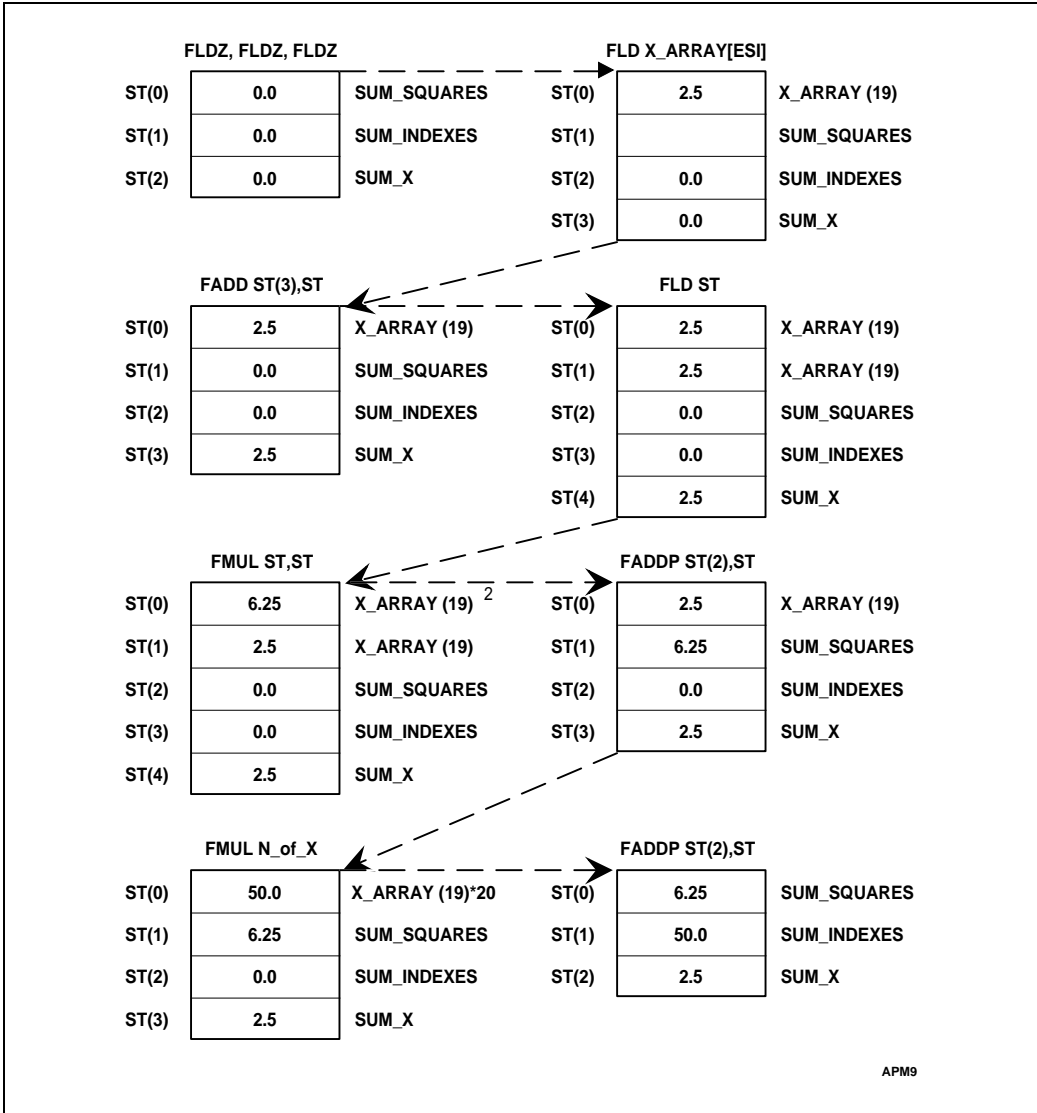 FLDZ, FLDZ, FLDZ
ST(0) 0.0 SUM_SQUARES
ST(1) 0.0 SUM_INDEXES
ST(2) 0.0 SUM_X
FLD X_ARRAY[ESI]
ST(0) 2.5 X_ARRAY (19)
ST(1) SUM_SQUARES
ST(2) 0.0 SUM_INDEXES
ST(3) 0.0 SUM_X
FADD ST(3),ST
ST(0) 2.5 X_ARRAY (19)
ST(1) 0.0 SUM_SQUARES
ST(2) 0.0 SUM_INDEXES
ST(3) 2.5 SUM_X
FLD ST
ST(0) 2.5 X_ARRAY (19)
ST(1) 2.5 X_ARRAY (19)
ST(2) 0.0 SUM_SQUARES
ST(3) 0.0 SUM_INDEXES
ST(4) 2.5 SUM_X
FMUL ST,ST
ST(0) 6.25 X_ARRAY (19) 2
ST(1) 2.5 X_ARRAY (19)
ST(2) 0.0 SUM_SQUARES
ST(3) 0.0 SUM_INDEXES
ST(4) 2.5 SUM_X
FADDP ST(2),ST
ST(0) 2.5 X_ARRAY (19)
ST(1) 6.25 SUM_SQUARES
ST(2) 0.0 SUM_INDEXES
ST(3) 2.5 SUM_X
FMUL N_of_X
ST(0) 50.0 X_ARRAY (19)*20
ST(1) 6.25 SUM_SQUARES
ST(2) 0.0 SUM_INDEXES
ST(3) 2.5 SUM_X
FADDP ST(2),ST
ST(0) 6.25 SUM_SQUARES
ST(1) 50.0 SUM_INDEXES
ST(2) 2.5 SUM_X
APM9